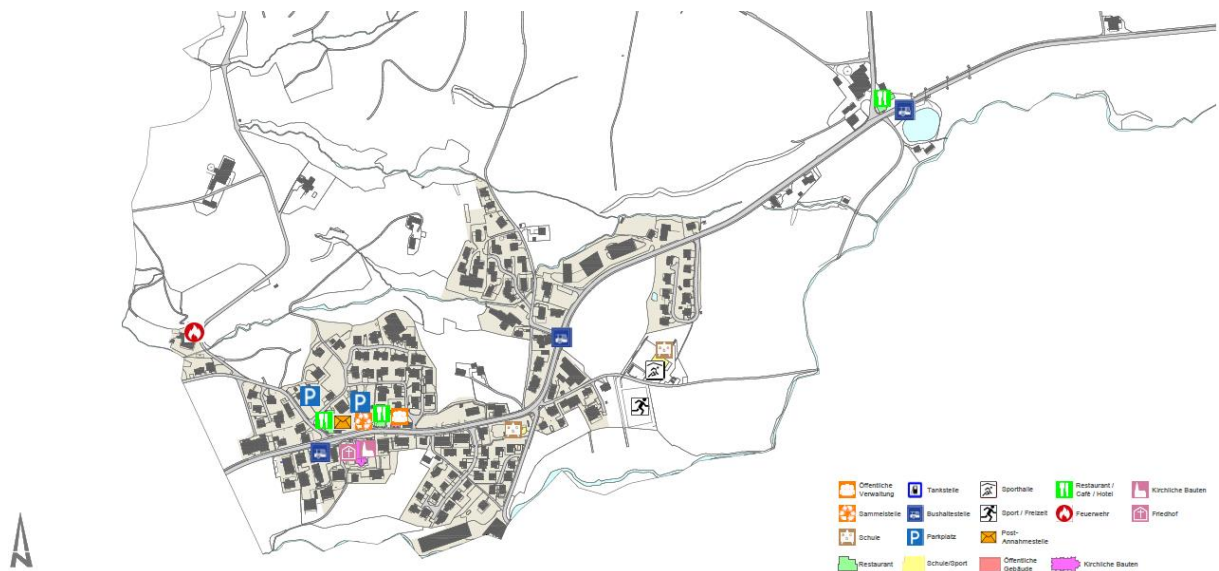 P
P
N
Öffentliche
Verwaltung
Tankstelle
Sporthalle
Restaurant /
Café / Hotel
Kirchliche Bauten
Sammelstelle
Bushaltestelle
Sport / Freizeit
Feuerwehr
Friedhof
Schule
P
Parkplatz
Post-
Annahmestelle
Restaurant
Schule/Sport
Öffentliche
Gebäude
Kirchliche Bauten